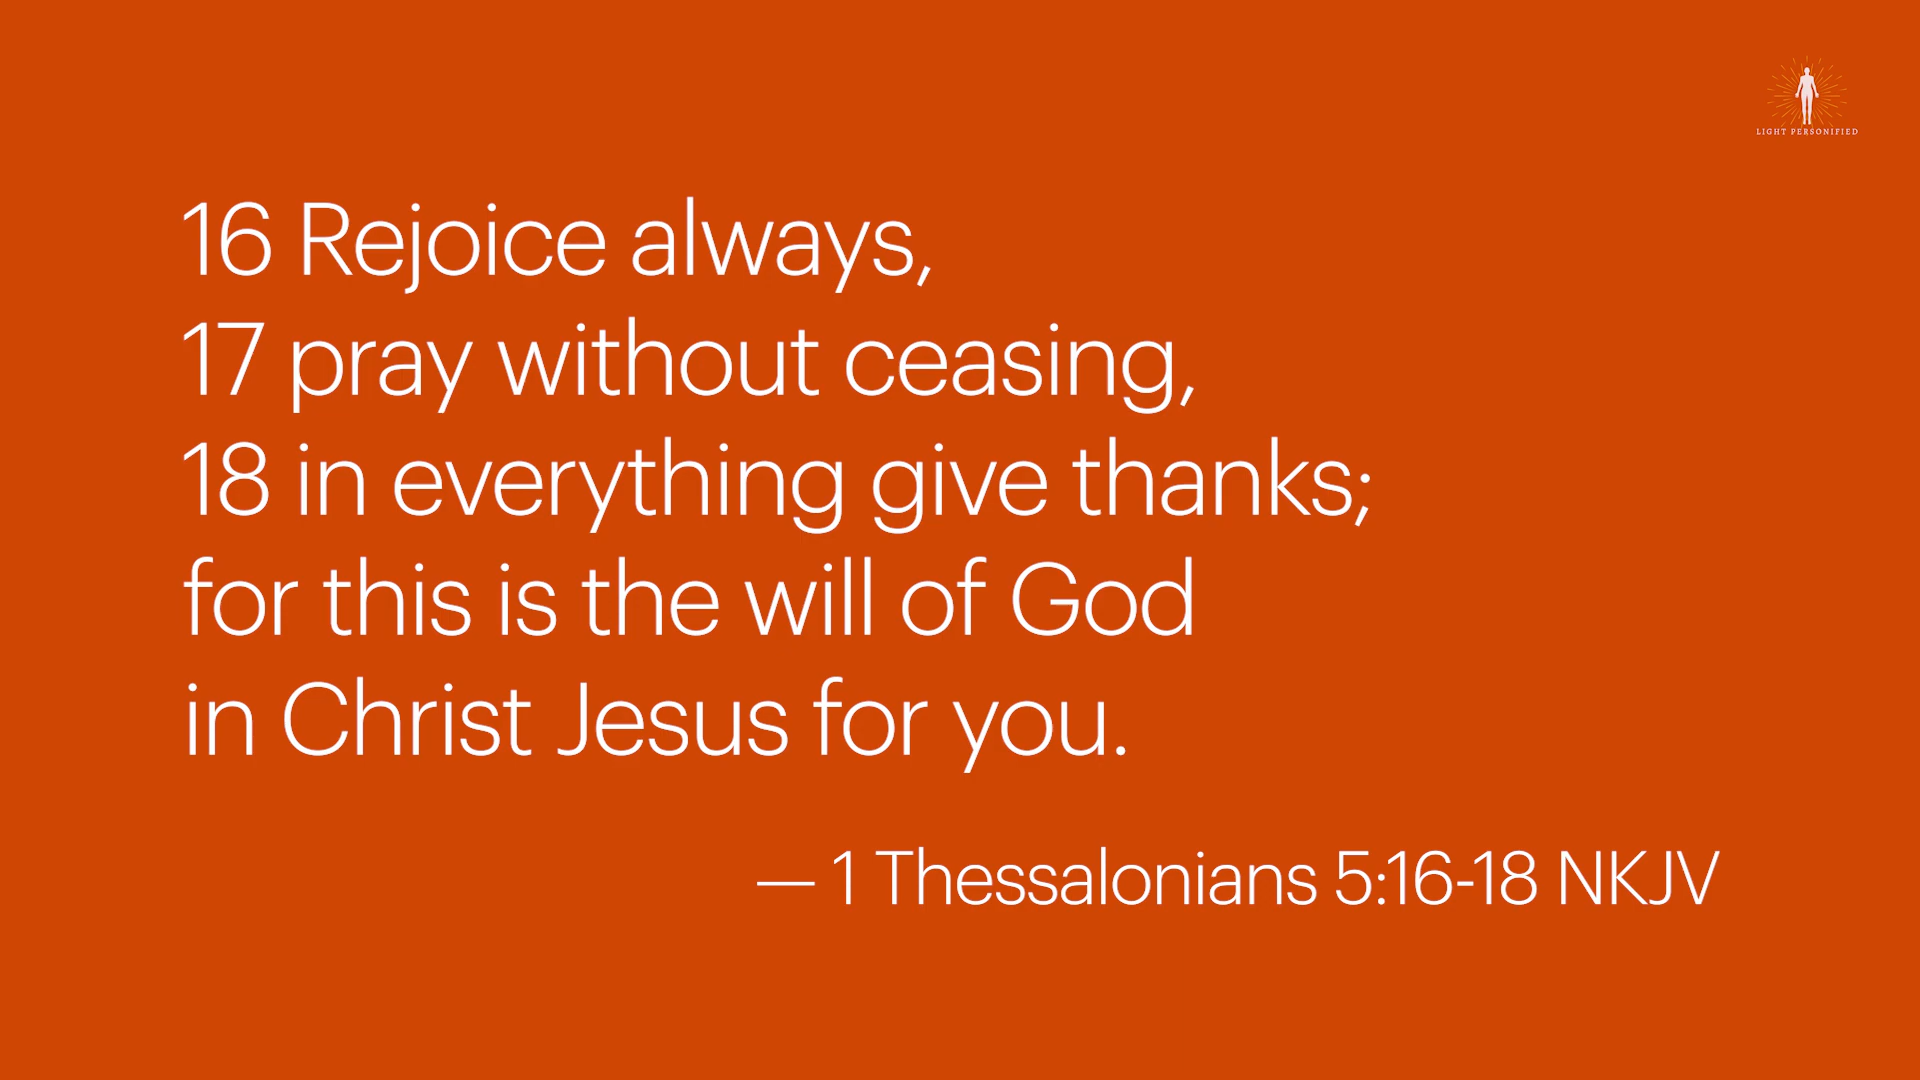 LIGHT PERSONIFIED
16 Rejoice always,
17 pray without ceasing,
18 in everything give thanks;
for this is the will of God
in Christ Jesus for you.
— 1 Thessalonians 5:16-18 NKJV